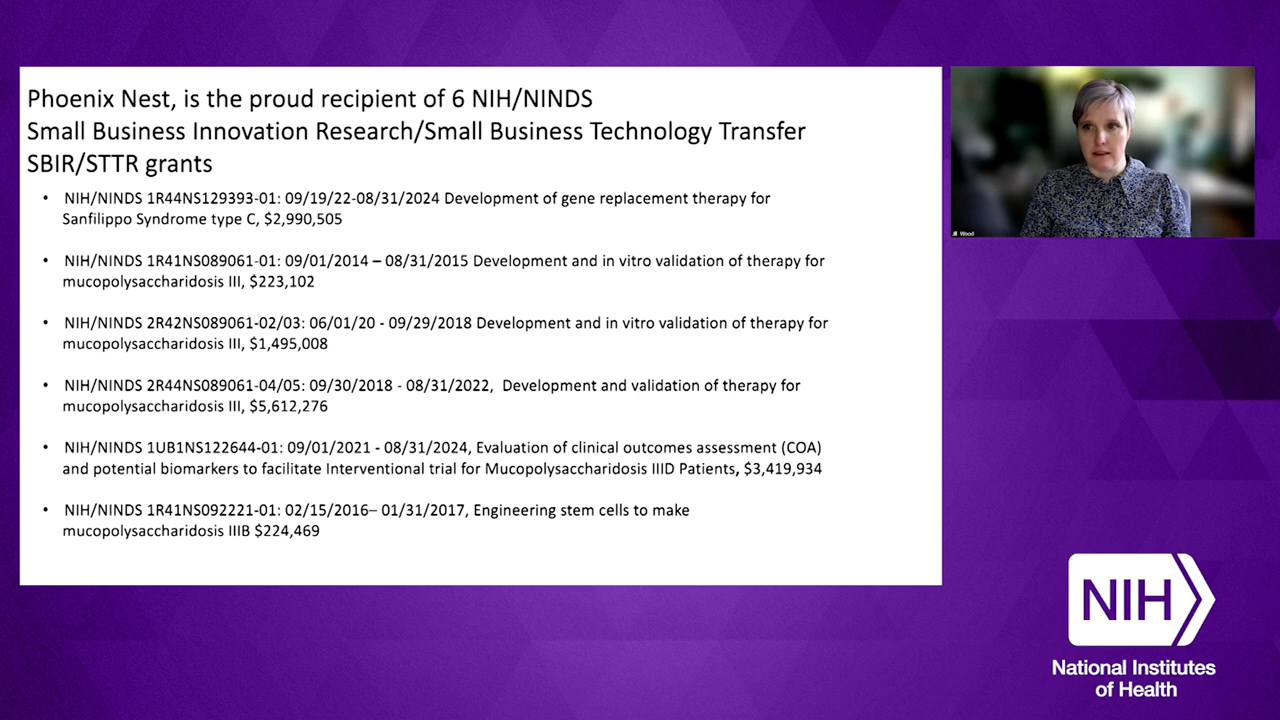 Phoenix Nest, is the proud recipient of 6 NIH/NINDS
Small Business Innovation Research/Small Business Technology Transfer
SBIR/STTR grants
• NIH/NINDS 1R44NS129393-01: 09/19/22-08/31/2024 Development of gene replacement therapy for
Sanfilippo Syndrome type C, $2,990,505
• NIH/NINDS 1R41NS089061-01: 09/01/2014 – 08/31/2015 Development and in vitro validation of therapy for
mucopolysaccharidosis III, $223,102
• NIH/NINDS 2R42NS089061-02/03: 06/01/20 - 09/29/2018 Development and in vitro validation of therapy for
mucopolysaccharidosis III, $1,495,008
• NIH/NINDS 2R44NS089061-04/05: 09/30/2018 - 08/31/2022, Development and validation of therapy for
mucopolysaccharidosis III, $5,612,276
• NIH/NINDS 1UB1NS122644-01: 09/01/2021 - 08/31/2024, Evaluation of clinical outcomes assessment (COA)
and potential biomarkers to facilitate Interventional trial for Mucopolysaccharidosis IIID Patients, $3,419,934
• NIH/NINDS 1R41NS092221-01: 02/15/2016– 01/31/2017, Engineering stem cells to make
mucopolysaccharidosis IIIB $224,469
Wood
NIH
National Institutes
of Health